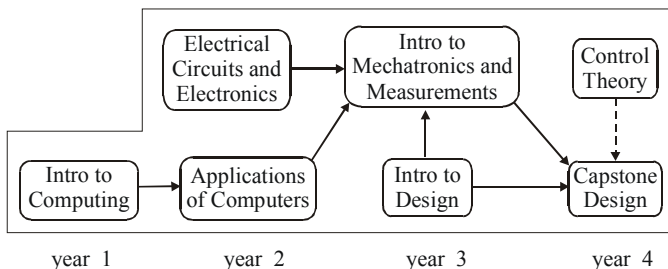 Electrical
Circuits and
Electronics
Intro to
Mechatronics and
Measurements
Control
Theory
Intro to
Computing
Applications
of Computers
Intro to
Design
Capstone
Design
year 1
year 2
year 3
year 4